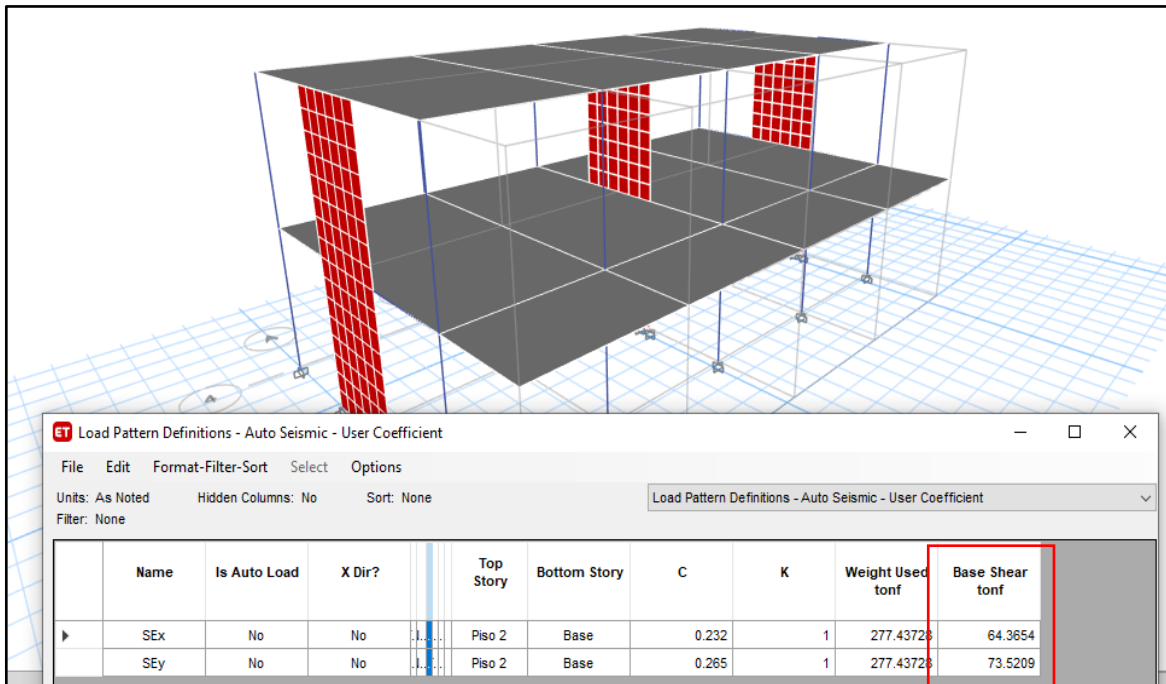 ET Load Pattern Definitions - Auto Seismic - User Coefficient
File Edit Format-Filter-Sort Select Options
Units: As Noted Hidden Columns: No Sort: None Load Pattern Definitions - Auto Seismic - User Coefficient
Filter: None
Name Is Auto Load X Dir? Top Story Bottom Story C K Weight Used tonf Base Shear tonf
SEx No No Piso 2 Base 0.232 1 277.43728 64.3654
SEy No No Piso 2 Base 0.265 1 277.43728 73.5209